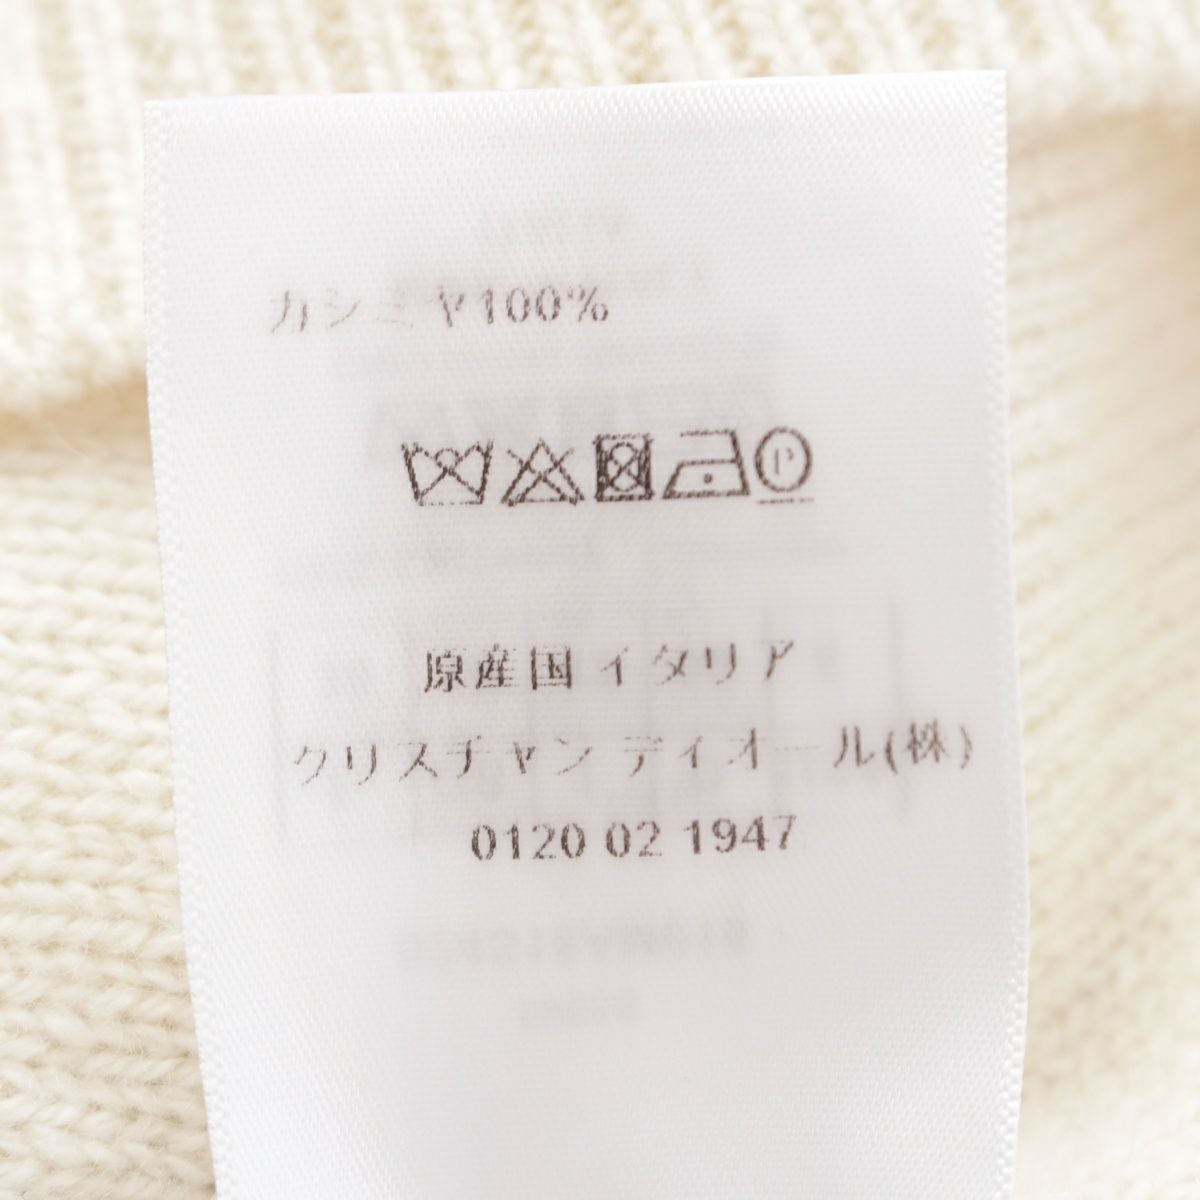 カシミヤ100%
P
原産国 イタリア
クリスチャン ディオール(株)
0120 02 1947